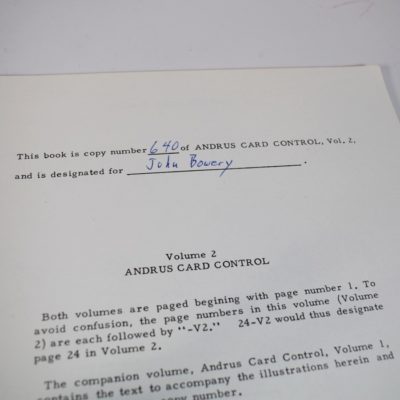 This book is copy number 640 of ANDRUS CARD CONTROL, Vol. 2,
and is designated for John Bowery .
Volume 2
ANDRUS CARD CONTROL
Both volumes are paged begining with page number 1. To
avoid confusion, the page numbers in this volume (Volume
2) are each followed by "-V2." 24-V2 would thus designate
page 24 in Volume 2.
The companion volume, Andrus Card Control, Volume 1,
contains the text to accompany the illustrations herein and
copy number.